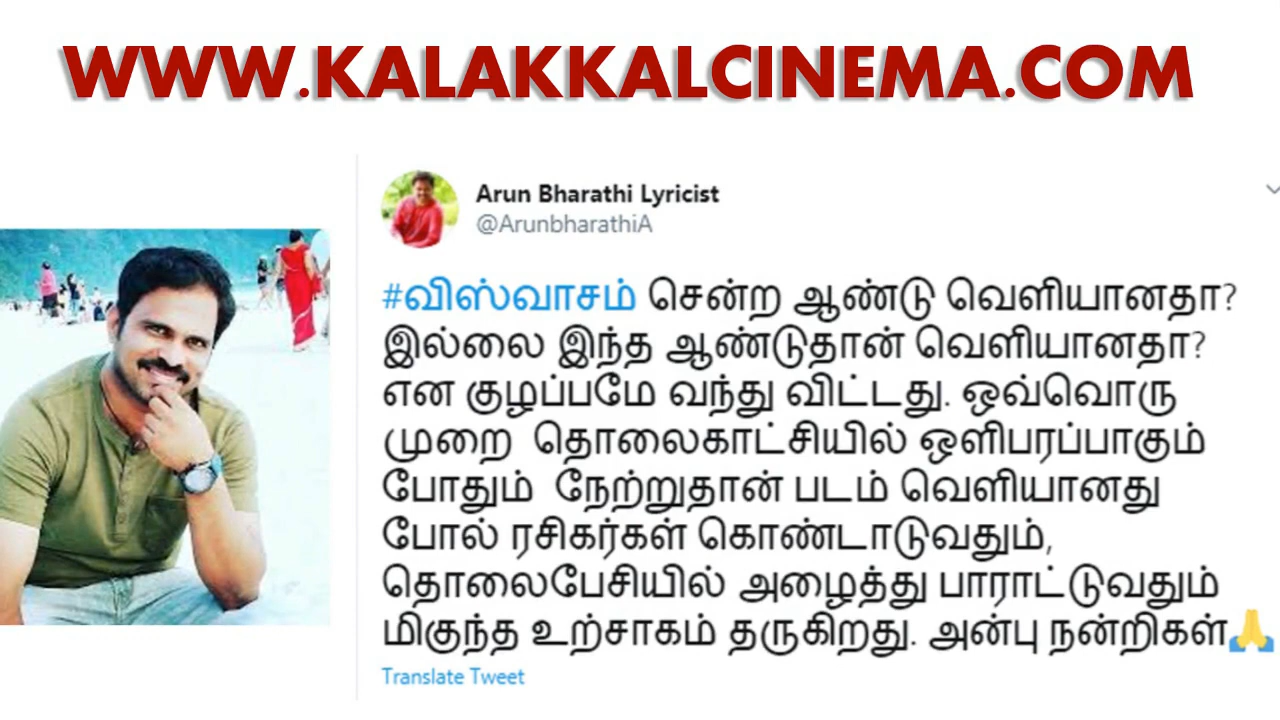 WWW.KALAKKALCINEMA.COM
Arun Bharathi Lyricist
@ArunbharathiA
#விஸ்வாசம் சென்ற ஆண்டு வெளியானதா?
இல்லை இந்த ஆண்டுதான் வெளியானதா?
என குழப்பமே வந்து விட்டது. ஒவ்வொரு
முறை தொலைகாட்சியில் ஒளிபரப்பாகும்
போதும் நேற்றுதான் படம் வெளியானது
போல் ரசிகர்கள் கொண்டாடுவதும்,
தொலைபேசியில் அழைத்து பாராட்டுவதும்
மிகுந்த உற்சாகம் தருகிறது. அன்பு நன்றிகள்🙏
Translate Tweet